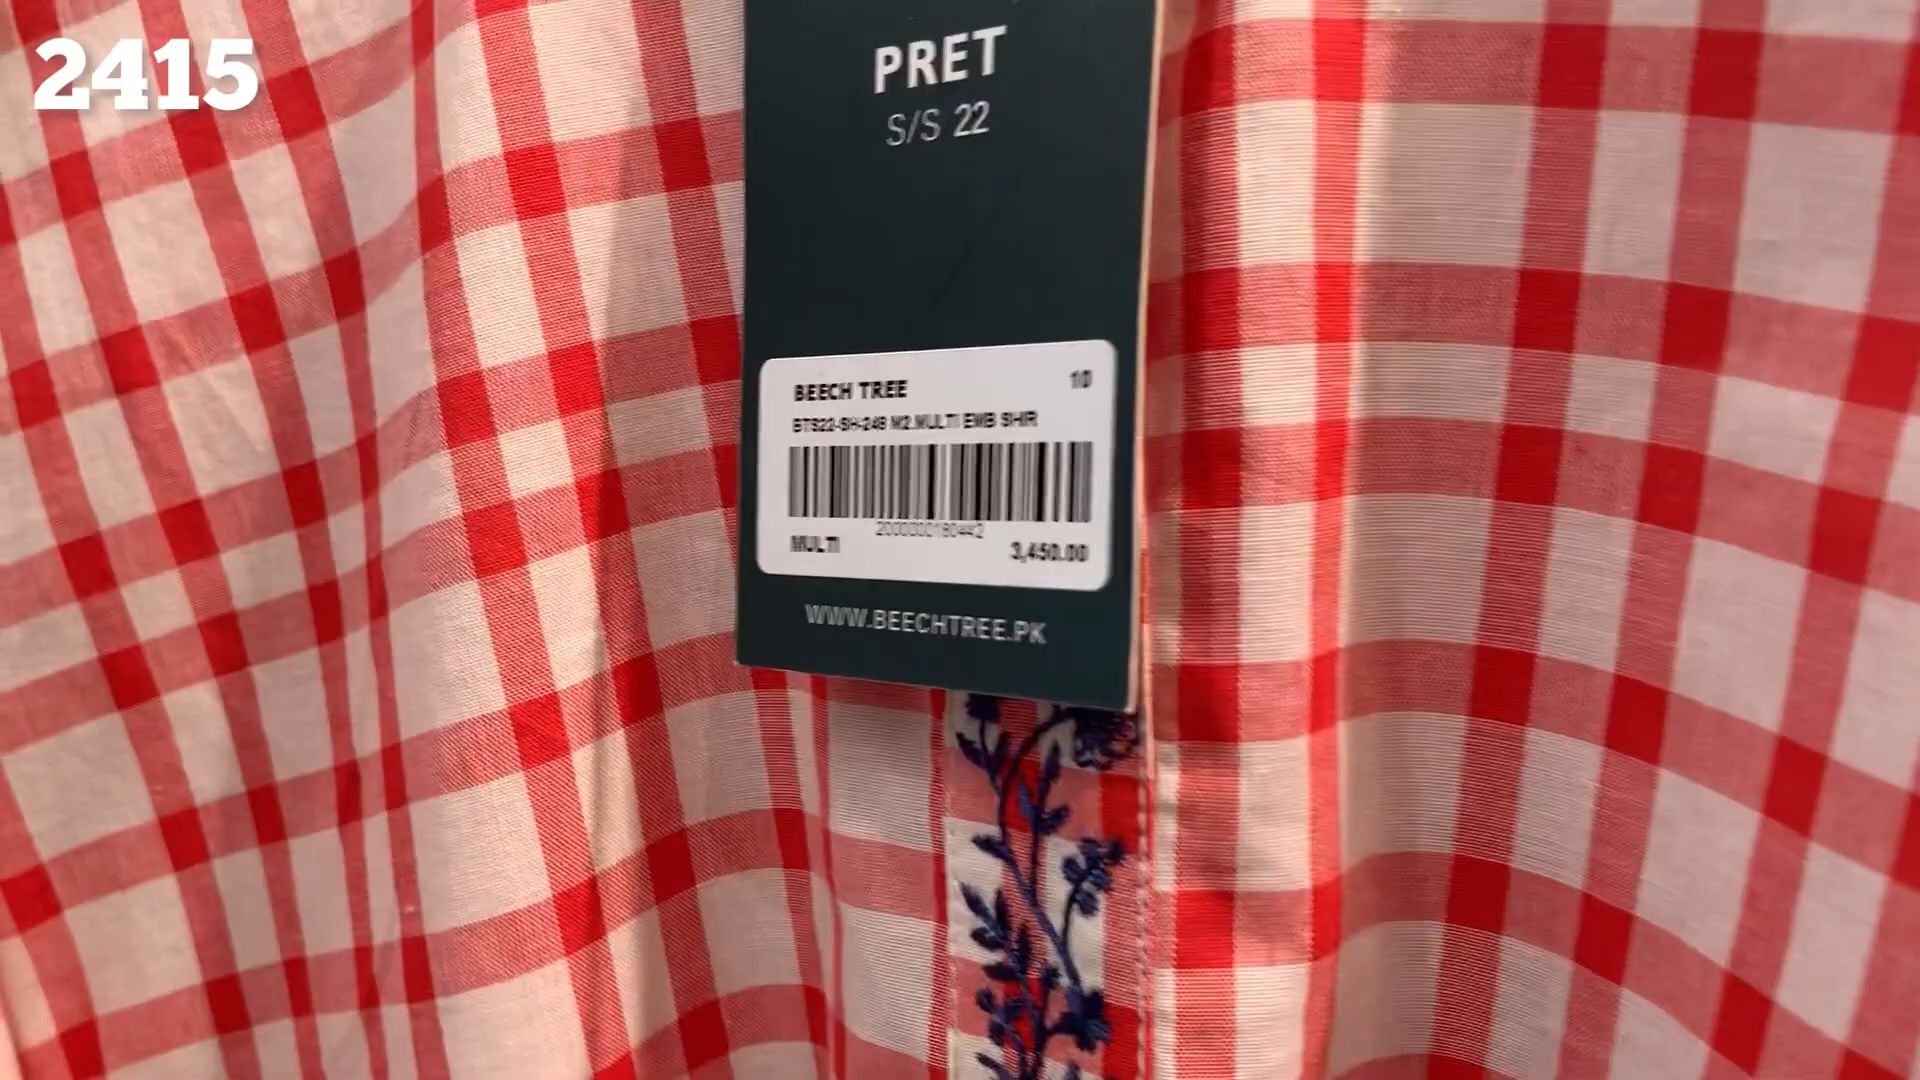 2415
PRET
S/S 22
BEECH TREE 10
BTS22-SH-248 M2.MULTI EMB SHIR
MULTI 3,450.00
WWW.BEECHTREE.PK